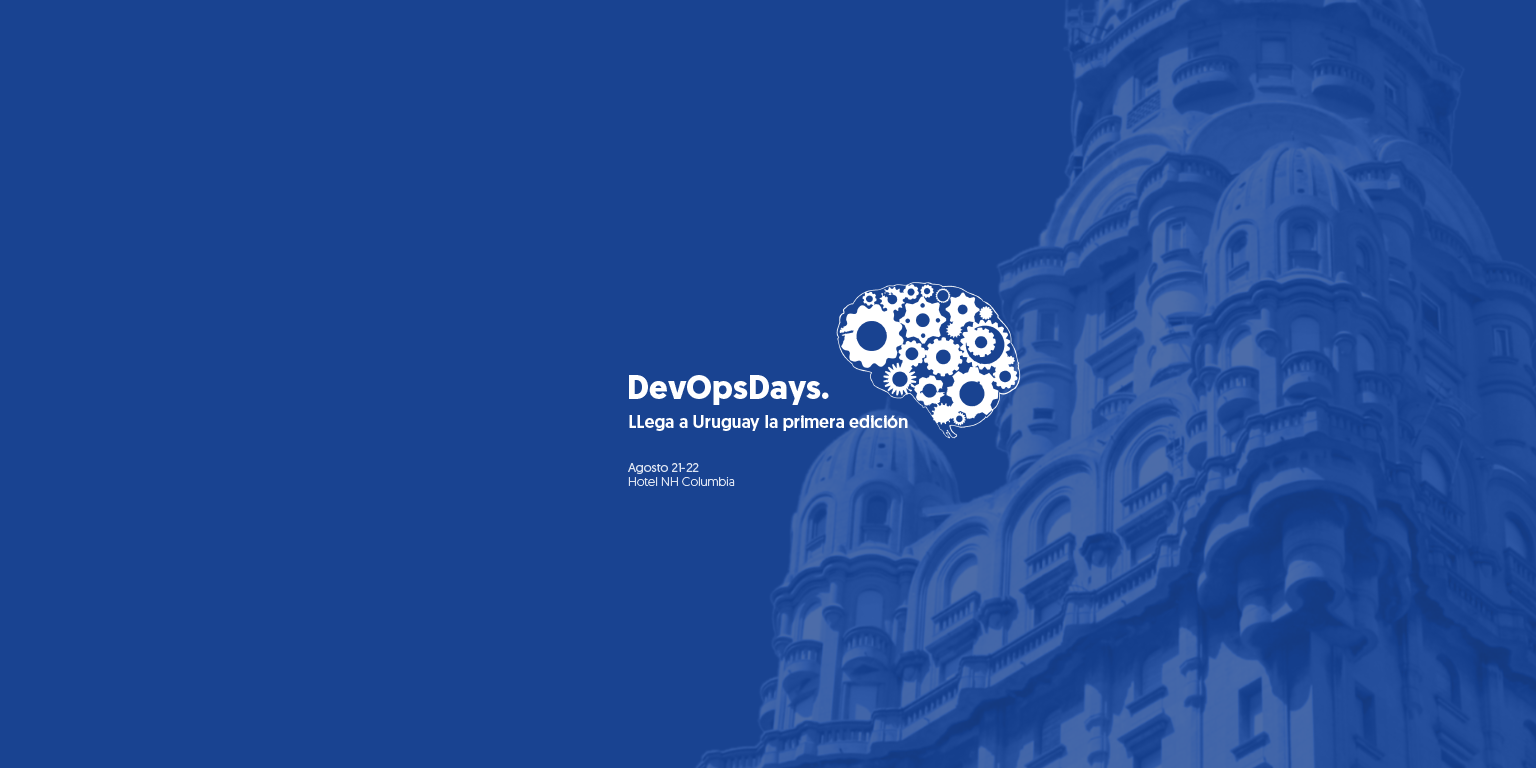 DevOpsDays.
LLega a Uruguay la primera edición
Agosto 21-22
Hotel NH Columbia